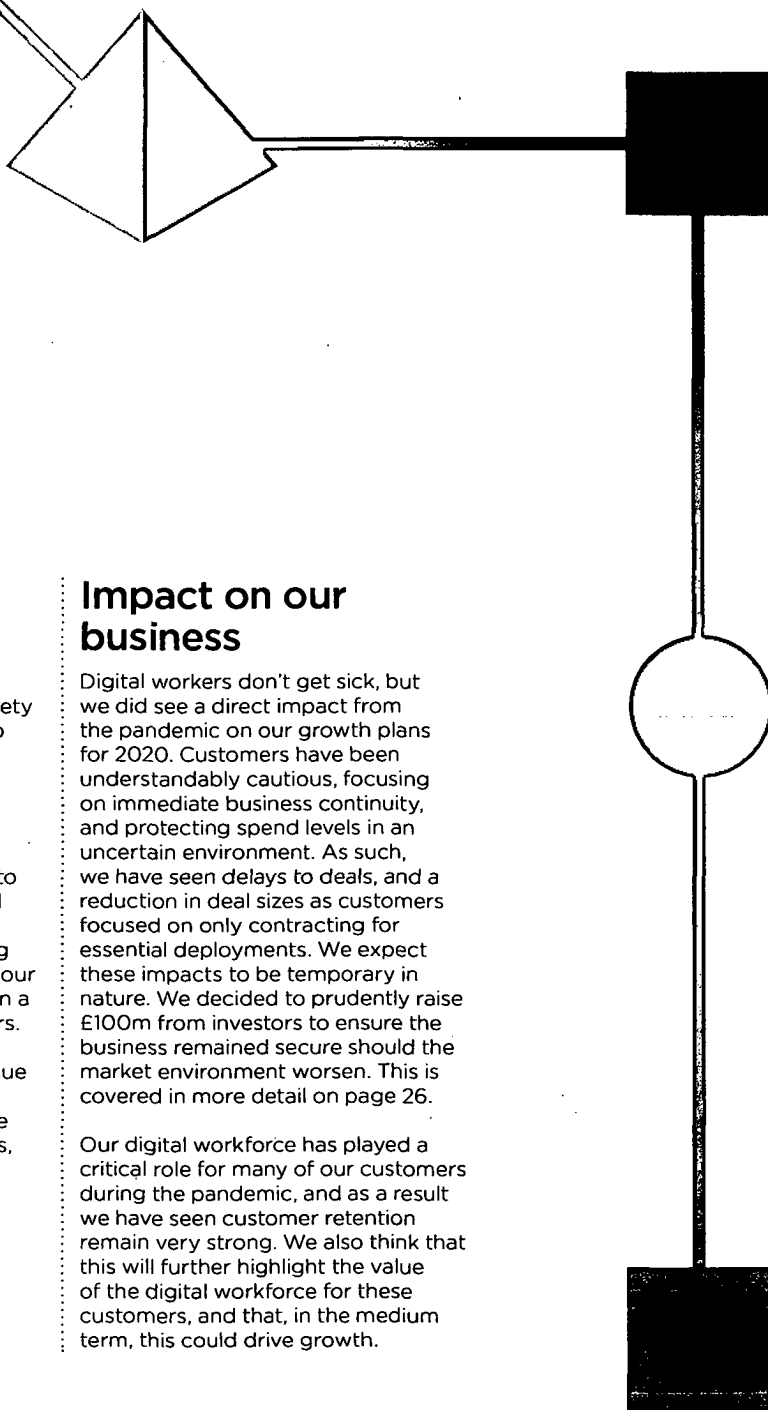 ety
to
g
our
n a
rs.
ue
e
s,
Impact on our
business
Digital workers don't get sick, but
we did see a direct impact from
the pandemic on our growth plans
for 2020. Customers have been
understandably cautious, focusing
on immediate business continuity,
and protecting spend levels in an
uncertain environment. As such,
we have seen delays to deals, and a
reduction in deal sizes as customers
focused on only contracting for
essential deployments. We expect
these impacts to be temporary in
nature. We decided to prudently raise
£100m from investors to ensure the
business remained secure should the
market environment worsen. This is
covered in more detail on page 26.
Our digital workforce has played a
critical role for many of our customers
during the pandemic, and as a result
we have seen customer retention
remain very strong. We also think that
this will further highlight the value
of the digital workforce for these
customers, and that, in the medium
term, this could drive growth.